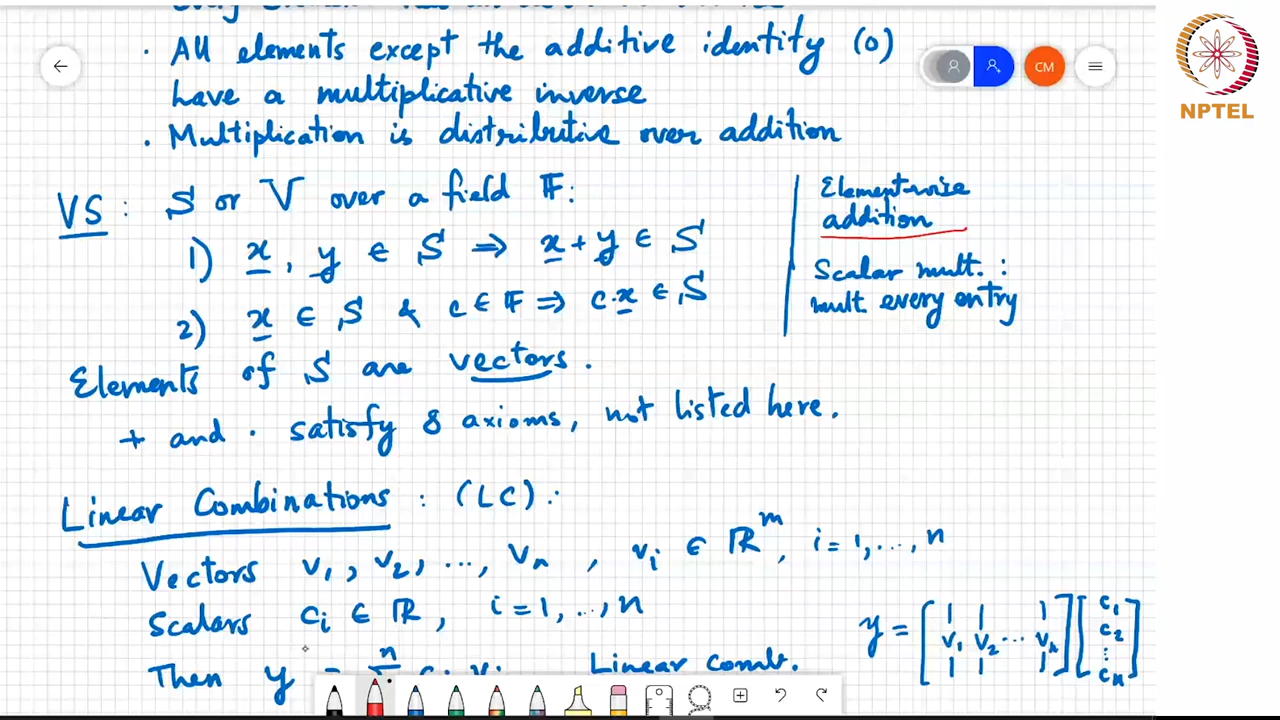 · All elements except the additive identity (0)
have a multiplicative inverse
· Multiplication is distributive over addition
VS : S or V over a field F:
1) x, y ∈ S ⇒ x + y ∈ S
2) x ∈ S & c ∈ F ⇒ c·x ∈ S
Element-wise
addition
Scalar mult. :
mult every entry
Elements of S are vectors.
+ and · satisfy 8 axioms, not listed here.
Linear Combinations : (LC) :
Vectors v₁, v₂, ..., vₙ , vᵢ ∈ ℝᵐ, i = 1, ..., n
Scalars cᵢ ∈ ℝ, i = 1, ..., n
Then y = n Linear comb.
y = [v₁ v₂ ... vₙ] [c₁ c₂ ⋮ cₙ]
CM
NPTEL